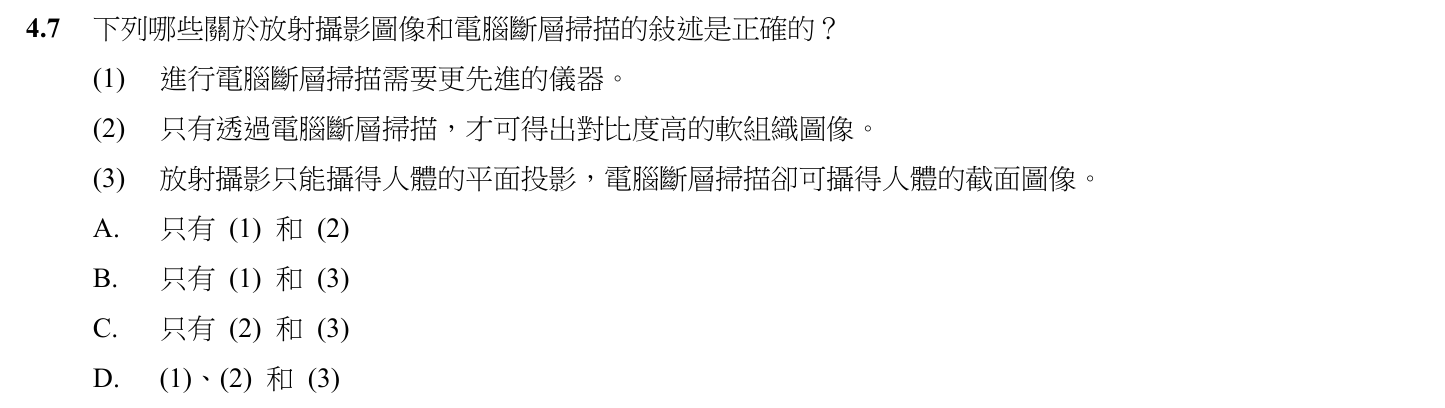 4.7 下列哪些關於放射攝影圖像和電腦斷層掃描的敍述是正確的？
(1) 進行電腦斷層掃描需要更先進的儀器。
(2) 只有透過電腦斷層掃描，才可得出對比度高的軟組織圖像。
(3) 放射攝影只能攝得人體的平面投影，電腦斷層掃描卻可攝得人體的截面圖像。
A. 只有 (1) 和 (2)
B. 只有 (1) 和 (3)
C. 只有 (2) 和 (3)
D. (1)、(2) 和 (3)